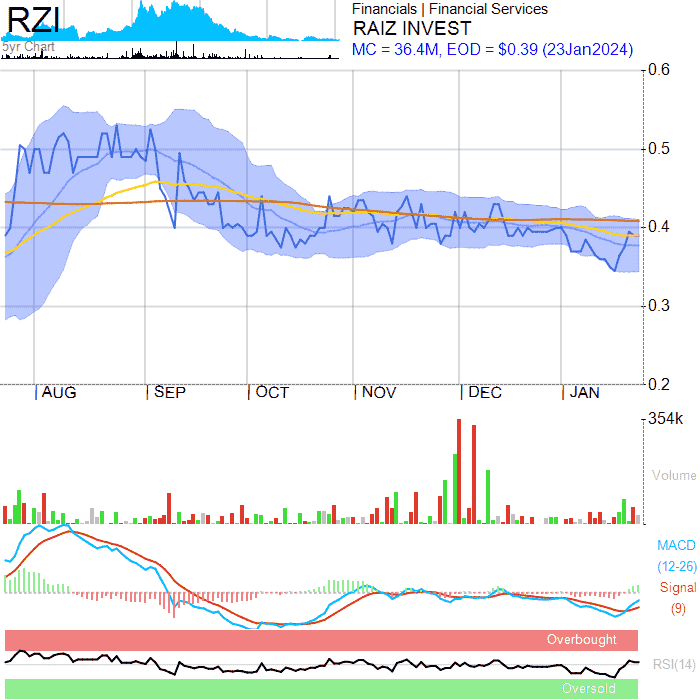 RZI
5yr Chart
Financials | Financial Services
RAIZ INVEST
MC = 36.4M, EOD = $0.39 (23Jan2024)
0.6
0.5
0.4
0.3
0.2
AUG SEP OCT NOV DEC JAN
354k
Volume
MACD
(12-26)
Signal
(9)
Overbought
RSI(14)
Oversold